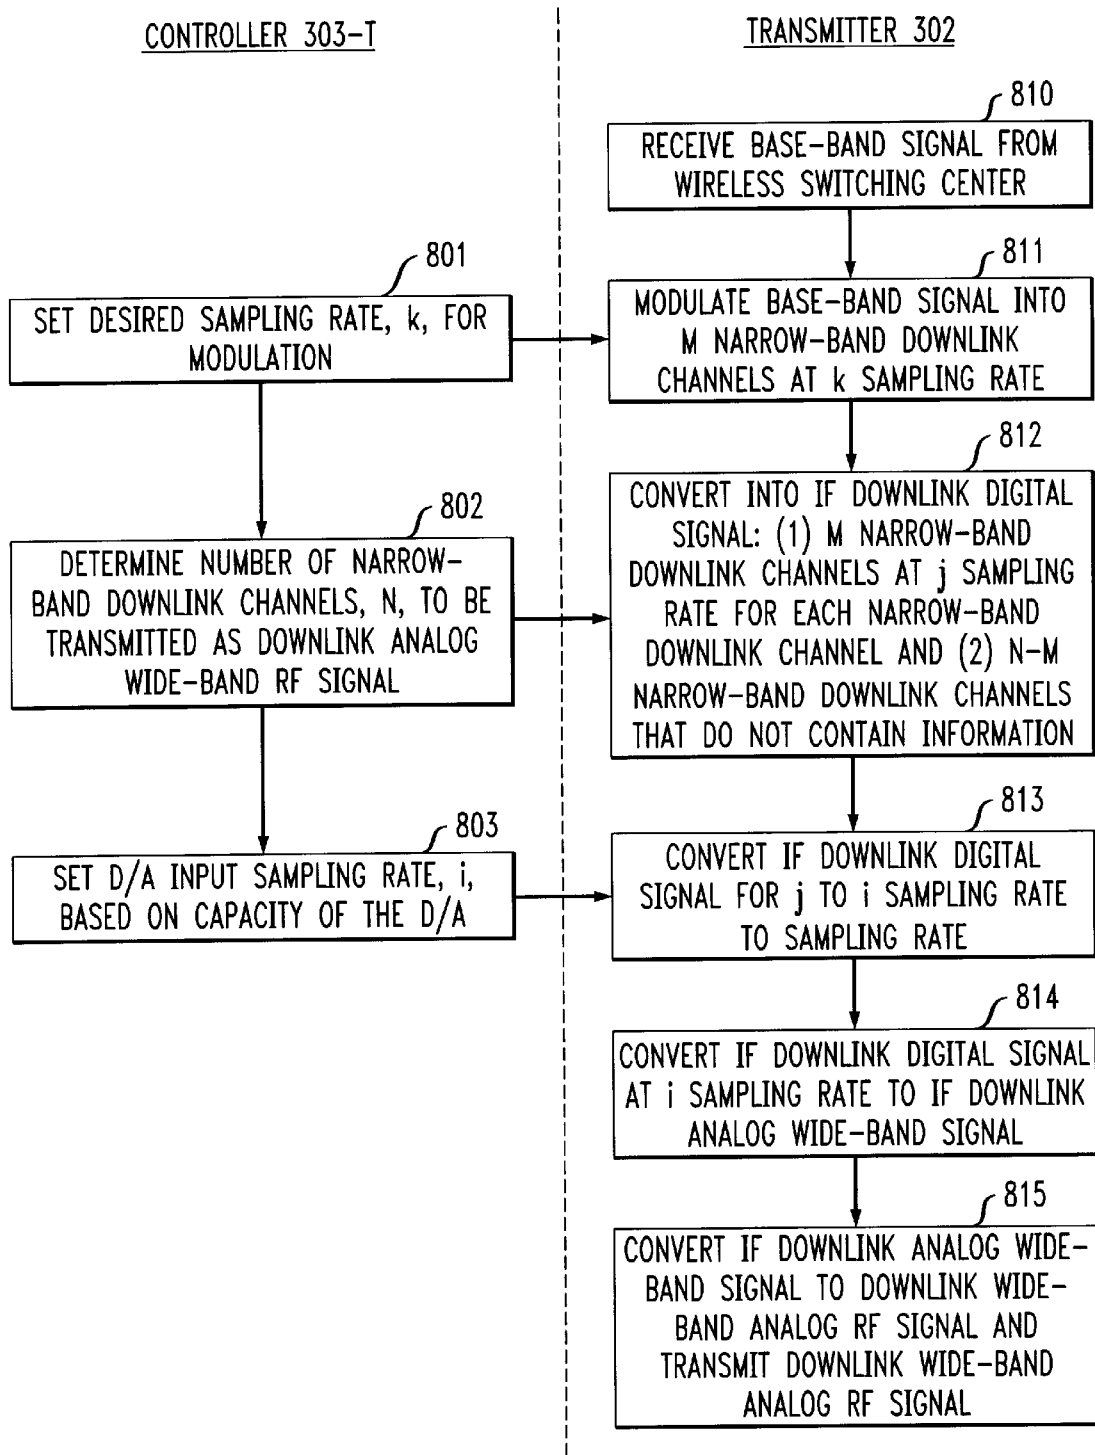 CONTROLLER 303-T
801
SET DESIRED SAMPLING RATE, k, FOR
MODULATION
802
DETERMINE NUMBER OF NARROW-
BAND DOWNLINK CHANNELS, N, TO BE
TRANSMITTED AS DOWNLINK ANALOG
WIDE-BAND RF SIGNAL
803
SET D/A INPUT SAMPLING RATE, i,
BASED ON CAPACITY OF THE D/A
TRANSMITTER 302
810
RECEIVE BASE-BAND SIGNAL FROM
WIRELESS SWITCHING CENTER
811
MODULATE BASE-BAND SIGNAL INTO
M NARROW-BAND DOWNLINK
CHANNELS AT k SAMPLING RATE
812
CONVERT INTO IF DOWNLINK DIGITAL
SIGNAL: (1) M NARROW-BAND
DOWNLINK CHANNELS AT j SAMPLING
RATE FOR EACH NARROW-BAND
DOWNLINK CHANNEL AND (2) N-M
NARROW-BAND DOWNLINK CHANNELS
THAT DO NOT CONTAIN INFORMATION
813
CONVERT IF DOWNLINK DIGITAL
SIGNAL FOR j TO i SAMPLING RATE
TO SAMPLING RATE
814
CONVERT IF DOWNLINK DIGITAL SIGNAL
AT i SAMPLING RATE TO IF DOWNLINK
ANALOG WIDE-BAND SIGNAL
815
CONVERT IF DOWNLINK ANALOG WIDE-
BAND SIGNAL TO DOWNLINK WIDE-
BAND ANALOG RF SIGNAL AND
TRANSMIT DOWNLINK WIDE-BAND
ANALOG RF SIGNAL